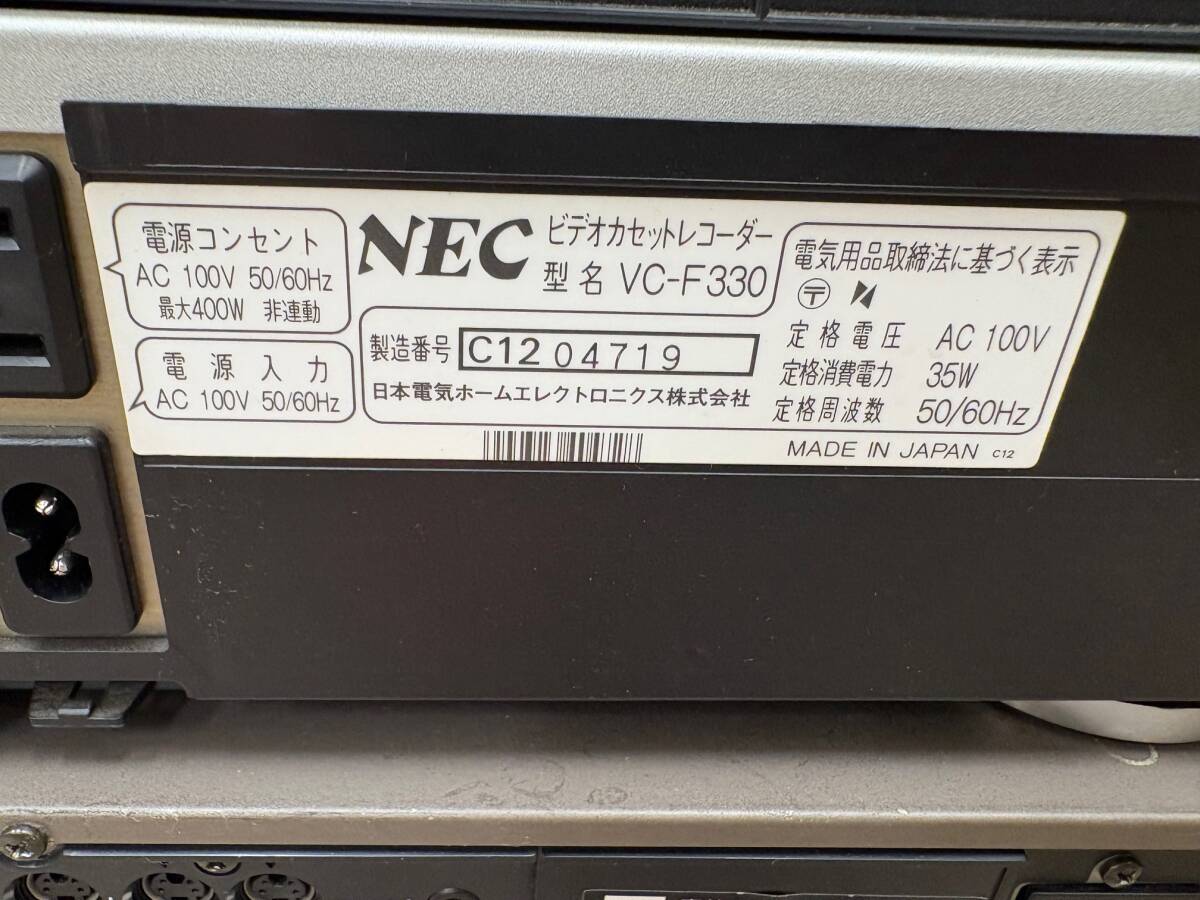 電源コンセント
AC 100V 50/60Hz
最大400W 非連動
電源入力
AC 100V 50/60Hz
NEC ビデオカセットレコーダー
型名 VC-F330
製造番号 C12 04719
日本電気ホームエレクトロニクス株式会社
電気用品取締法に基づく表示
〒
定格電圧 AC 100V
定格消費電力 35W
定格周波数 50/60Hz
MADE IN JAPAN C12